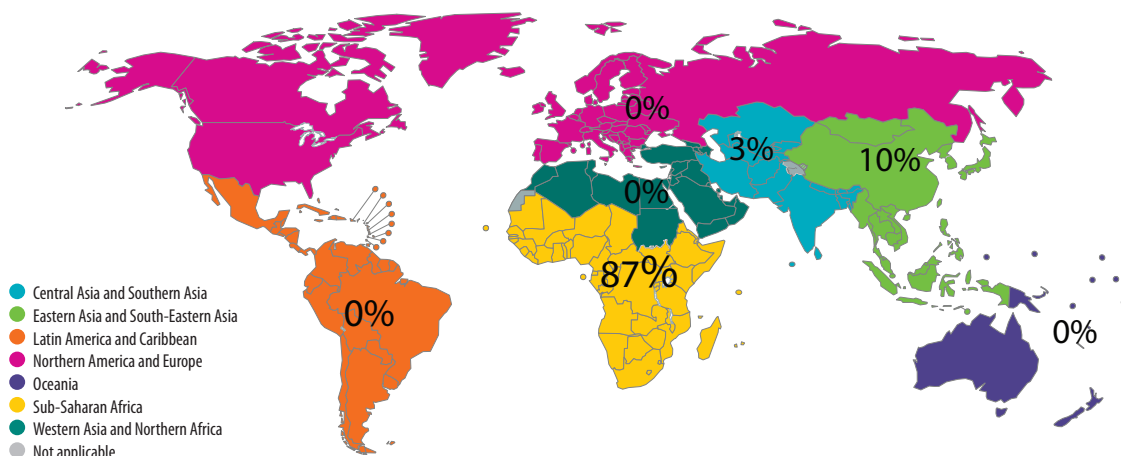 0%
3%
10%
0%
87%
0%
0%
Central Asia and Southern Asia
Eastern Asia and South-Eastern Asia
Latin America and Caribbean
Northern America and Europe
Oceania
Sub-Saharan Africa
Western Asia and Northern Africa
Not applicable